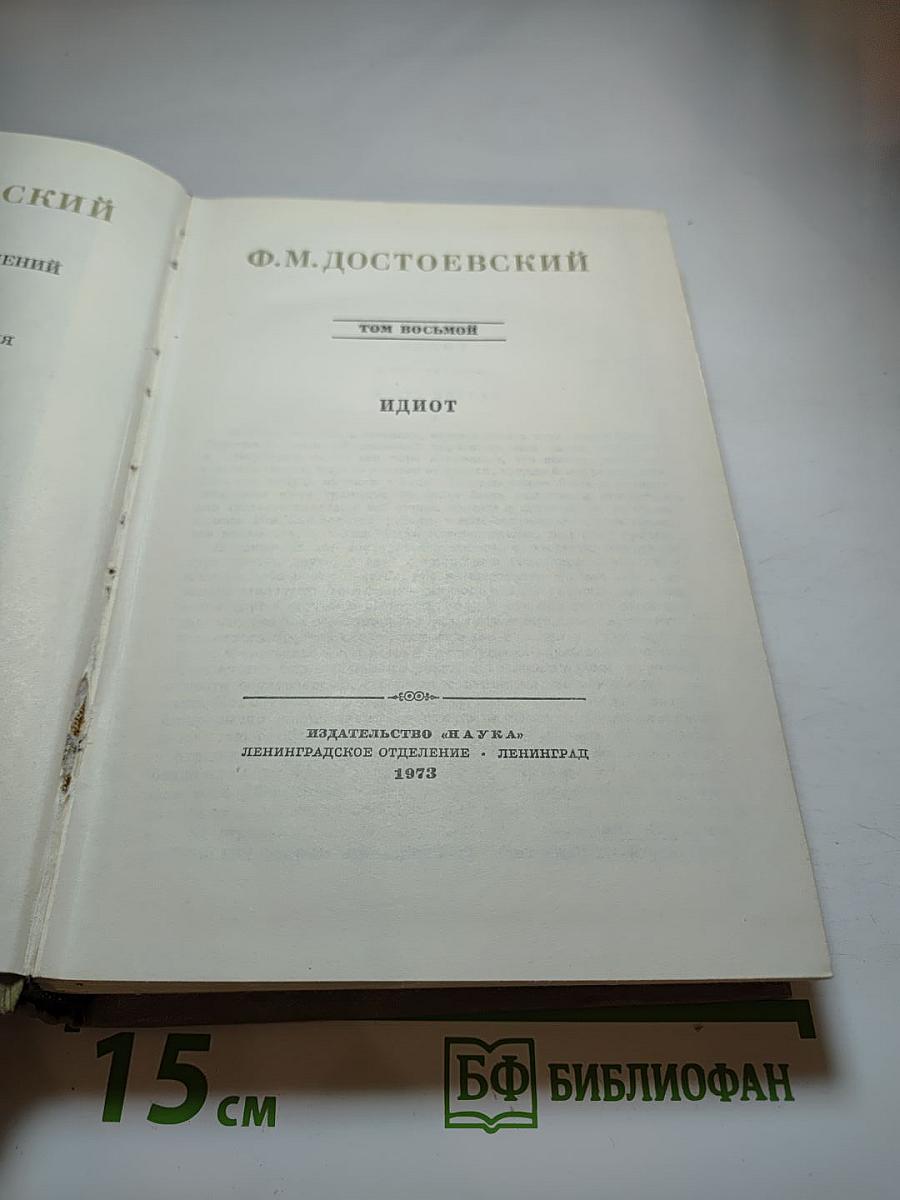 СКИЙ
ЕНИЙ
Я
Ф.М.ДОСТОЕВСКИЙ
ТОМ ВОСЬМОЙ
ИДИОТ
ИЗДАТЕЛЬСТВО «НАУКА»
ЛЕНИНГРАДСКОЕ ОТДЕЛЕНИЕ · ЛЕНИНГРАД
1973
15 СМ
БФ БИБЛИОФАН